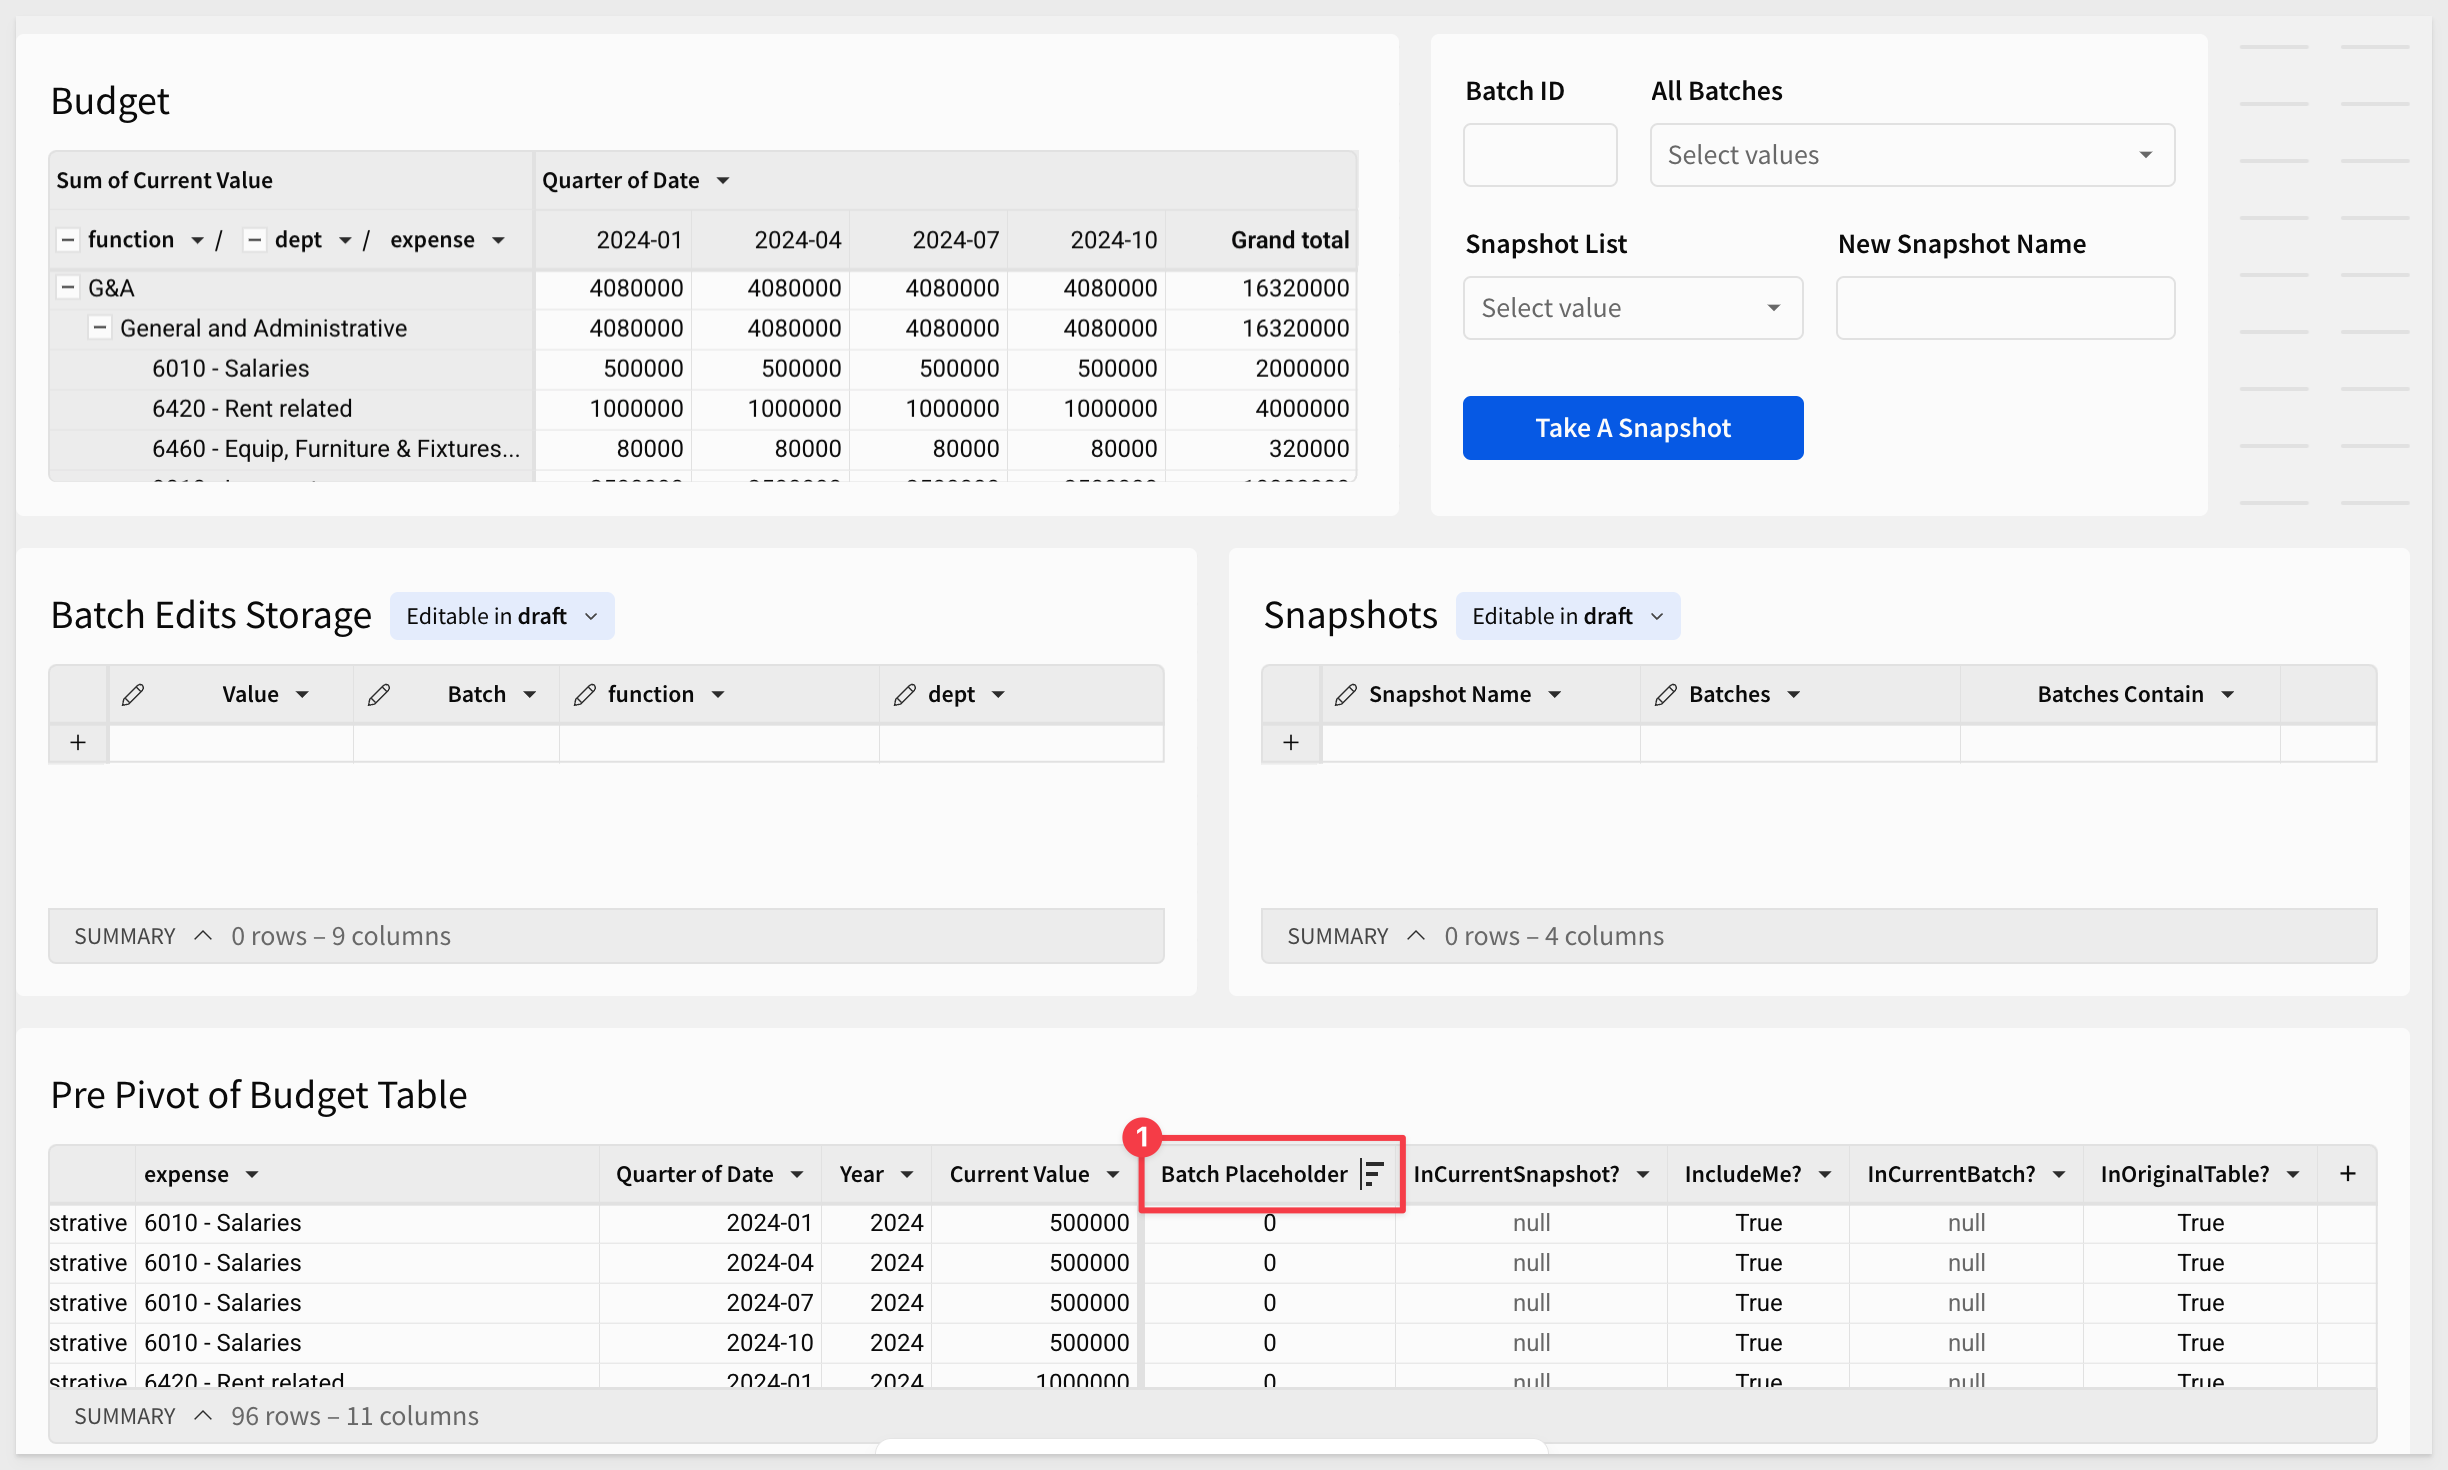 Budget
Sum of Current Value Quarter of Date
function / dept / expense 2024-01 2024-04 2024-07 2024-10 Grand total
G&A 4080000 4080000 4080000 4080000 16320000
General and Administrative 4080000 4080000 4080000 4080000 16320000
6010 - Salaries 500000 500000 500000 500000 2000000
6420 - Rent related 1000000 1000000 1000000 1000000 4000000
6460 - Equip, Furniture & Fixtures... 80000 80000 80000 80000 320000
Batch ID All Batches
Select values
Snapshot List New Snapshot Name
Select value
Take A Snapshot
Batch Edits Storage Editable in draft
Value Batch function dept
+
SUMMARY 0 rows – 9 columns
Snapshots Editable in draft
Snapshot Name Batches Batches Contain
+
SUMMARY 0 rows – 4 columns
Pre Pivot of Budget Table
1
expense Quarter of Date Year Current Value Batch Placeholder InCurrentSnapshot? IncludeMe? InCurrentBatch? InOriginalTable? +
strative 6010 - Salaries 2024-01 2024 500000 0 null True null True
strative 6010 - Salaries 2024-04 2024 500000 0 null True null True
strative 6010 - Salaries 2024-07 2024 500000 0 null True null True
strative 6010 - Salaries 2024-10 2024 500000 0 null True null True
strative 6420 - Rent related 2024-01 2024 1000000 0 null True null True
SUMMARY 96 rows – 11 columns